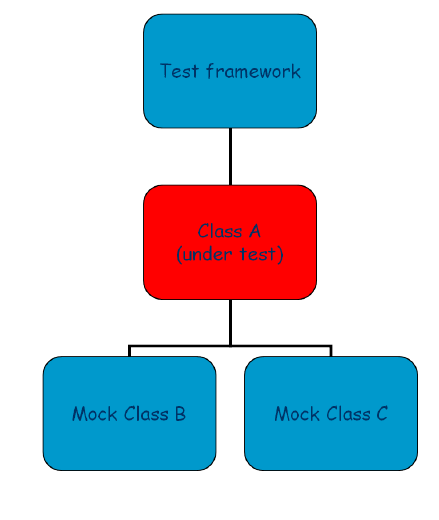 Test framework
Class A
(under test)
Mock Class B
Mock Class C